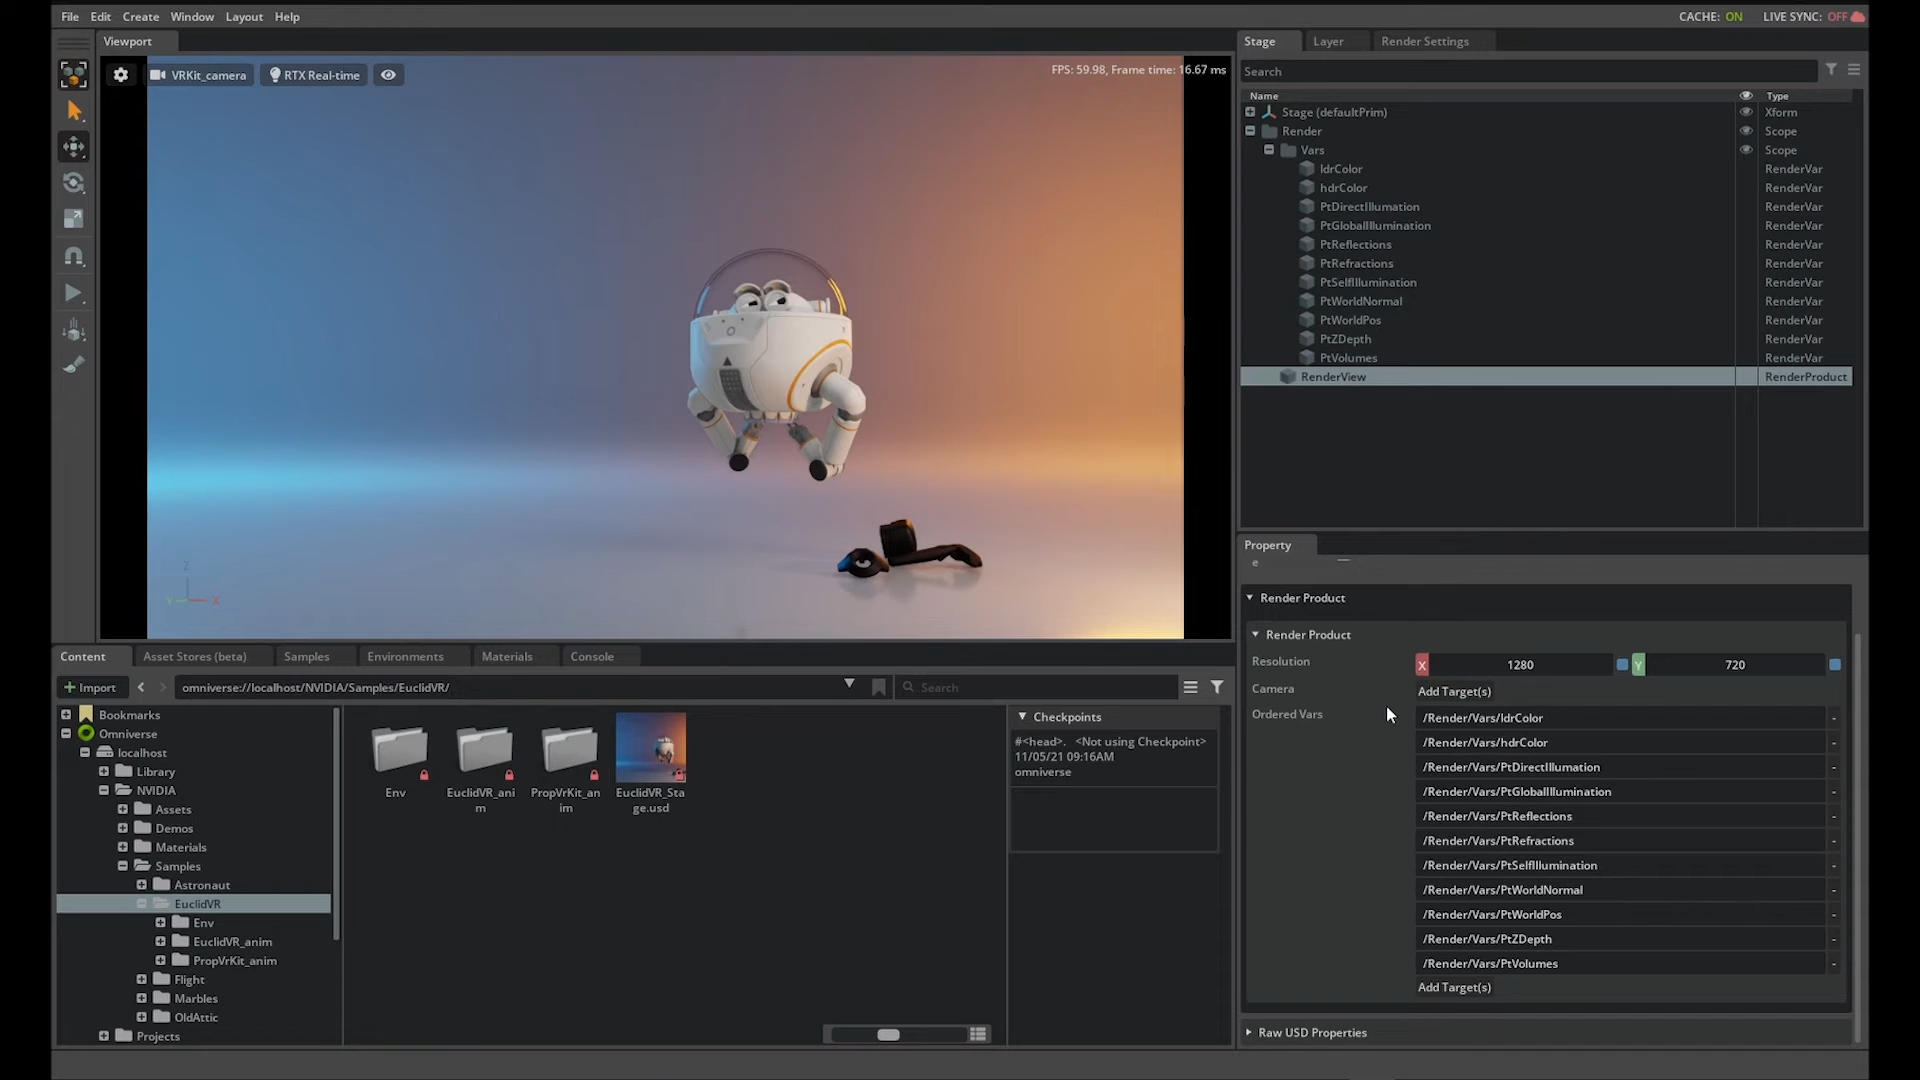 File Edit Create Window Layout Help
CACHE: ON LIVE SYNC: OFF
Viewport
VRKit_camera
RTX Real-time
FPS: 59.98, Frame time: 16.67 ms
Z
Y X
Stage Layer Render Settings
Search
Name Type
Stage (defaultPrim) Xform
Render Scope
Vars Scope
ldrColor RenderVar
hdrColor RenderVar
PtDirectIllumation RenderVar
PtGlobalIllumination RenderVar
PtReflections RenderVar
PtRefractions RenderVar
PtSelfIllumination RenderVar
PtWorldNormal RenderVar
PtWorldPos RenderVar
PtZDepth RenderVar
PtVolumes RenderVar
RenderView RenderProduct
Property
e
Render Product
Render Product
Resolution X 1280 Y 720
Camera Add Target(s)
Ordered Vars /Render/Vars/ldrColor -
/Render/Vars/hdrColor -
/Render/Vars/PtDirectIllumation -
/Render/Vars/PtGlobalIllumination -
/Render/Vars/PtReflections -
/Render/Vars/PtRefractions -
/Render/Vars/PtSelfIllumination -
/Render/Vars/PtWorldNormal -
/Render/Vars/PtWorldPos -
/Render/Vars/PtZDepth -
/Render/Vars/PtVolumes -
Add Target(s)
Raw USD Properties
Content Asset Stores (beta) Samples Environments Materials Console
+ Import
omniverse://localhost/NVIDIA/Samples/EuclidVR/
Search
Bookmarks
Omniverse
localhost
Library
NVIDIA
Assets
Demos
Materials
Samples
Astronaut
EuclidVR
Env
EuclidVR_anim
PropVrKit_anim
Flight
Marbles
OldAttic
Projects
Env
EuclidVR_ani
m
PropVrKit_an
im
EuclidVR_Sta
ge.usd
Checkpoints
#<head>. <Not using Checkpoint>
11/05/21 09:16AM
omniverse